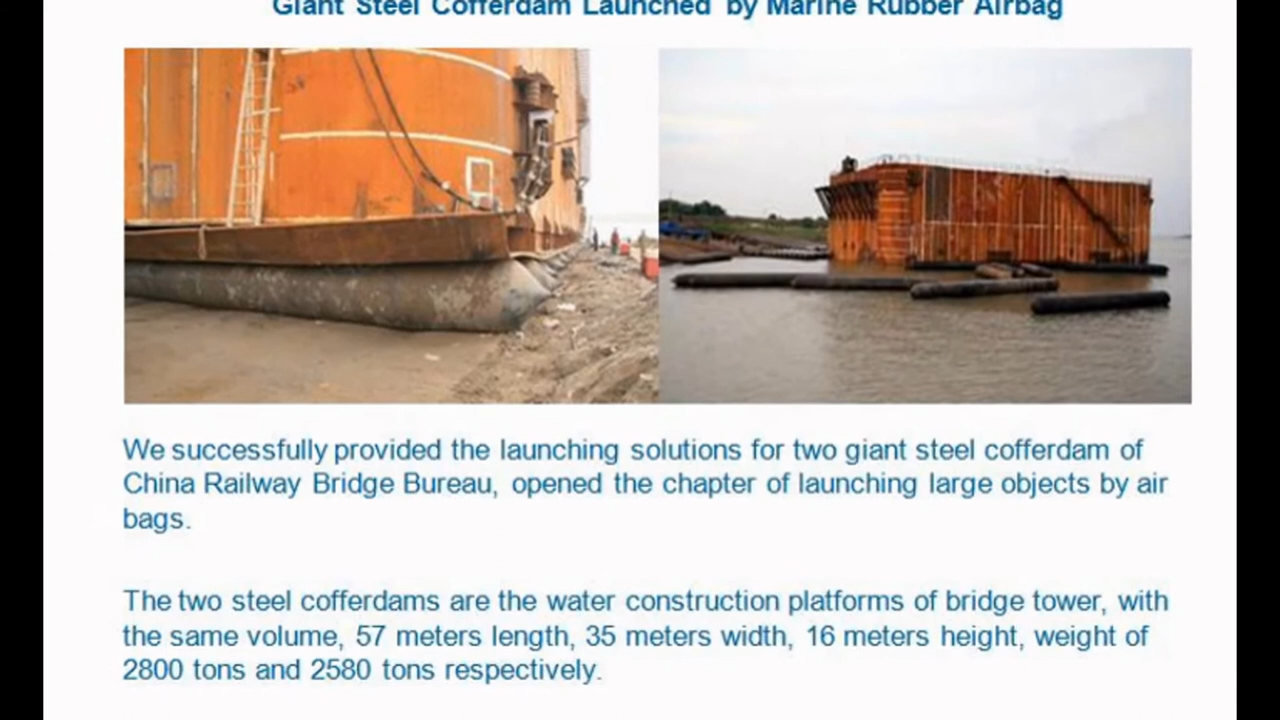 Giant Steel Cofferdam Launched by Marine Rubber Airbag
We successfully provided the launching solutions for two giant steel cofferdam of
China Railway Bridge Bureau, opened the chapter of launching large objects by air
bags.
The two steel cofferdams are the water construction platforms of bridge tower, with
the same volume, 57 meters length, 35 meters width, 16 meters height, weight of
2800 tons and 2580 tons respectively.